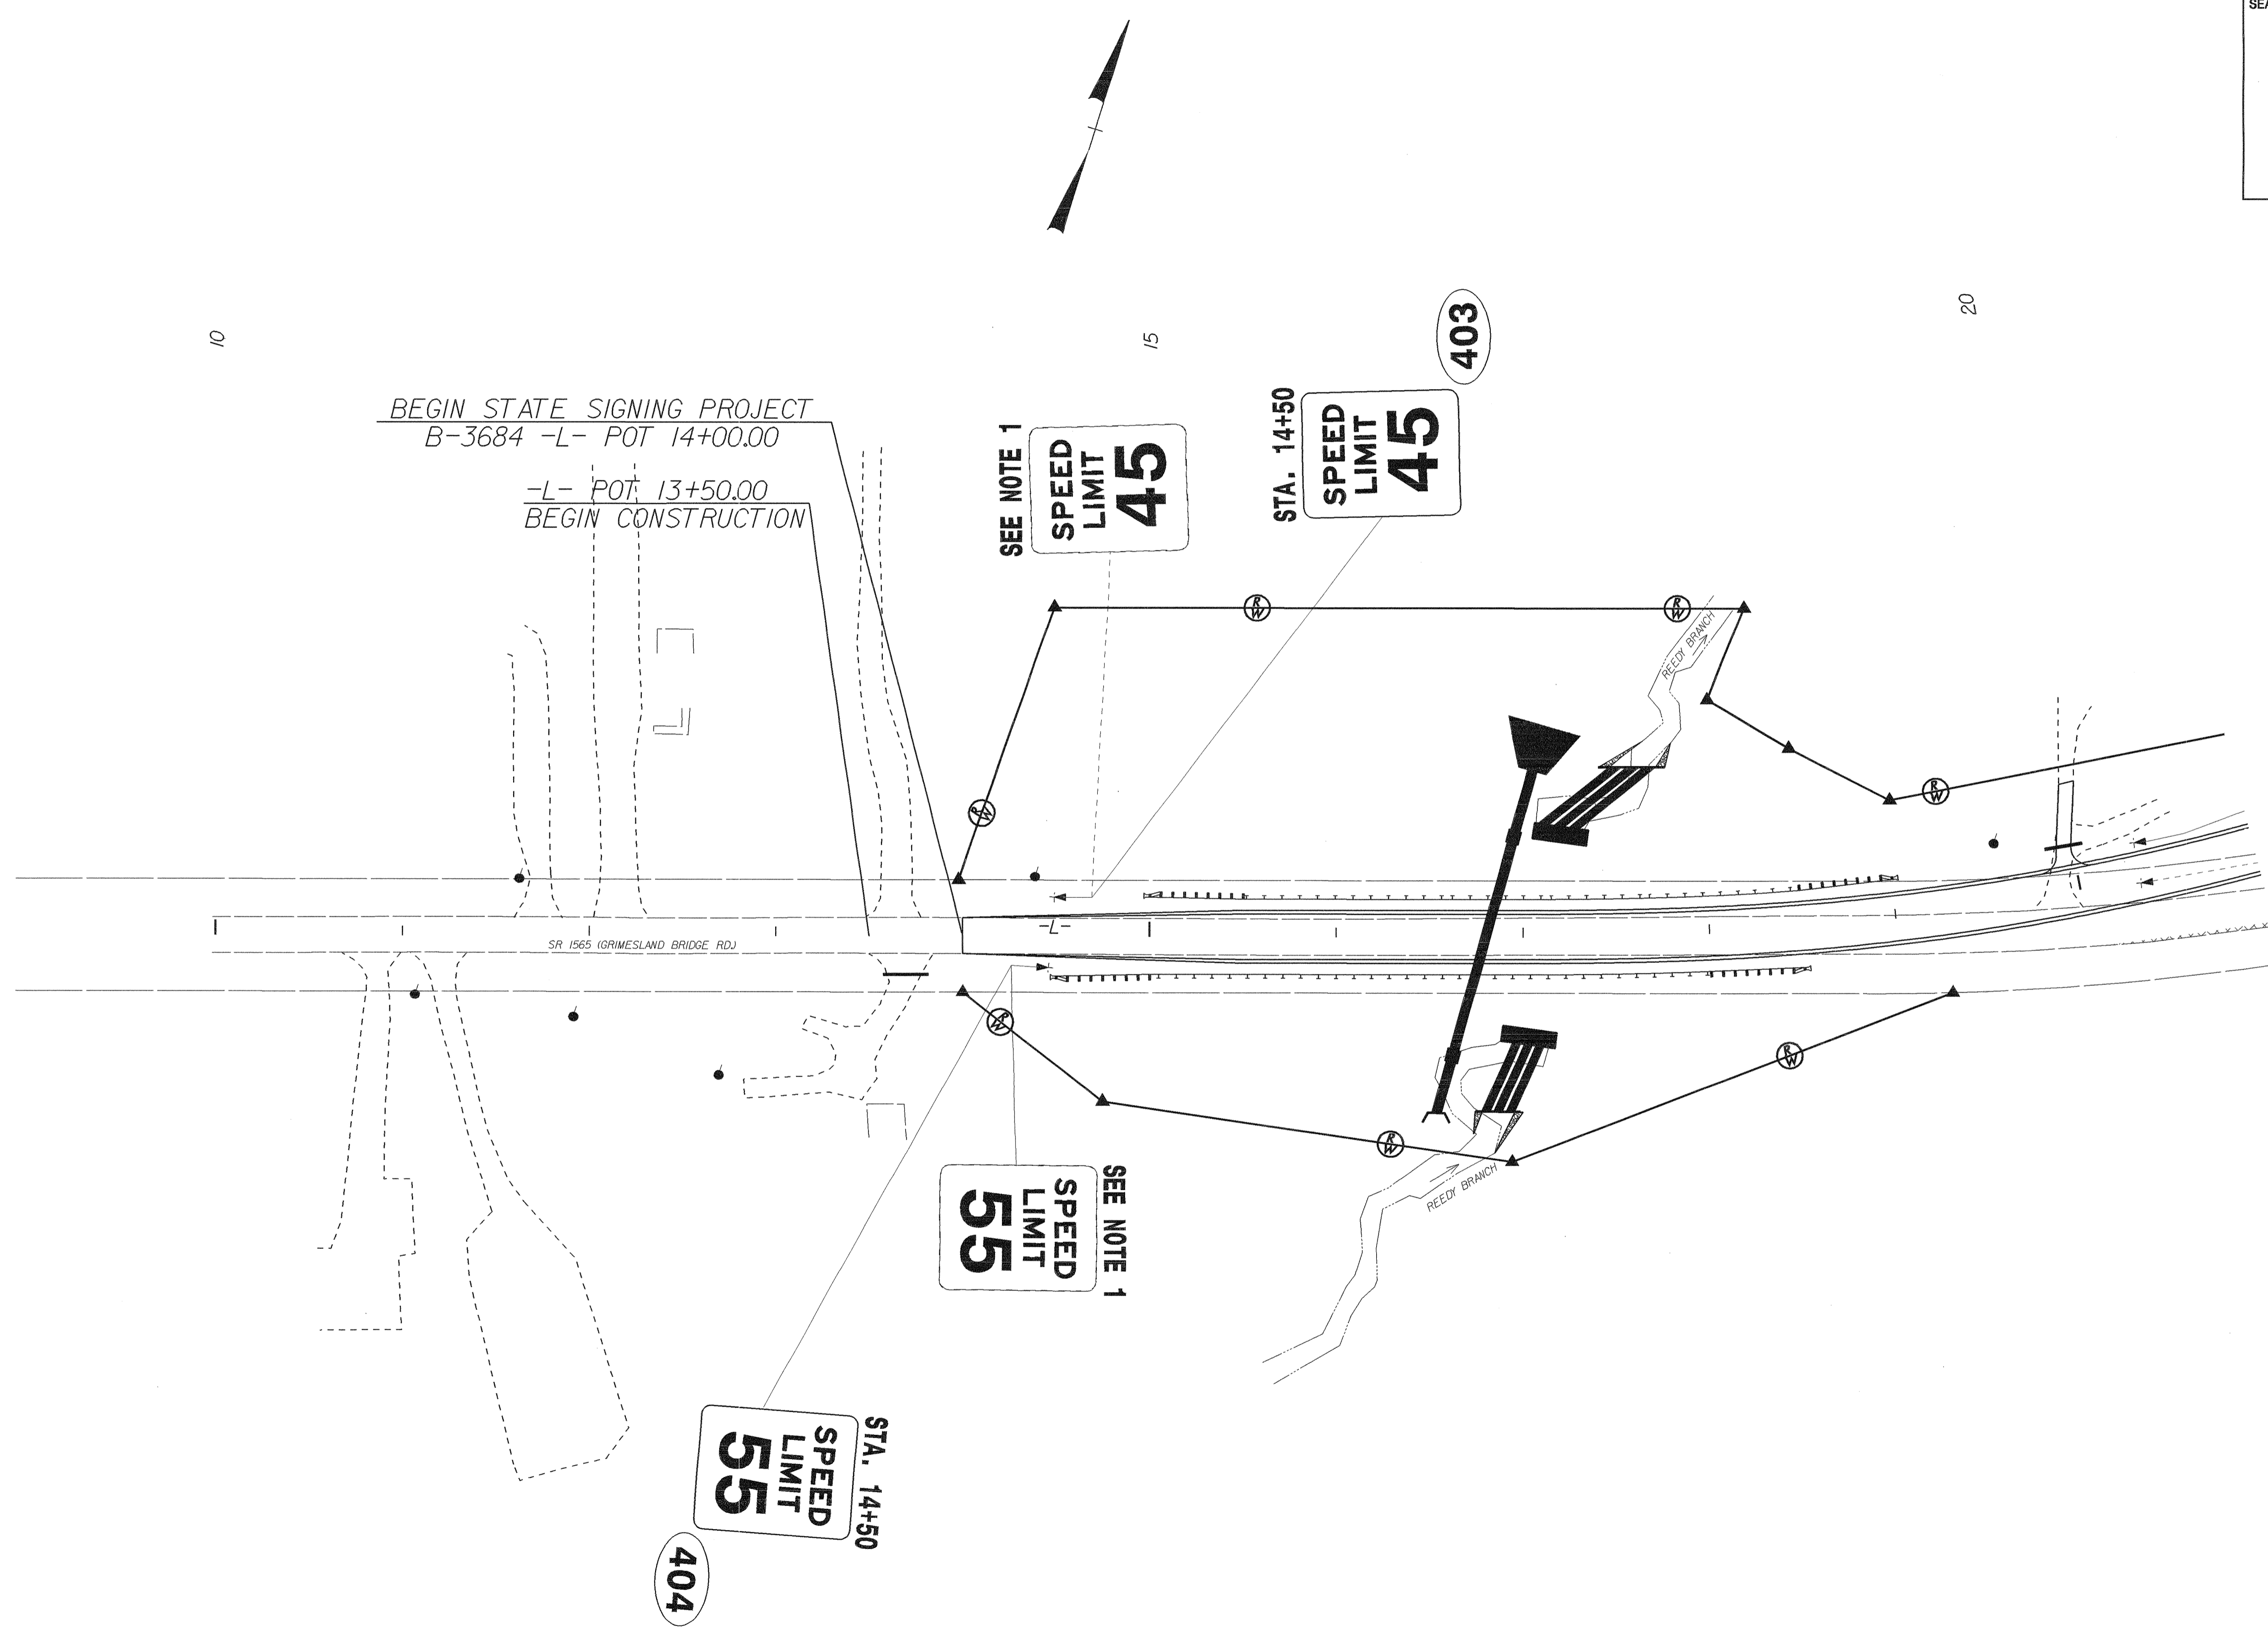 SEA
10
15
20
403
STA. 14+50
SPEED
LIMIT
45
SEE NOTE 1
SPEED
LIMIT
45
BEGIN STATE SIGNING PROJECT
B-3684 -L- POT 14+00.00
-L- POT 13+50.00
BEGIN CONSTRUCTION
R/W
R/W
REEDY BRANCH
R/W
R/W
-L-
SR 1565 (GRIMESLAND BRIDGE RD.)
R/W
R/W
R/W
REEDY BRANCH
SEE NOTE 1
SPEED
LIMIT
55
STA. 14+50
SPEED
LIMIT
55
404